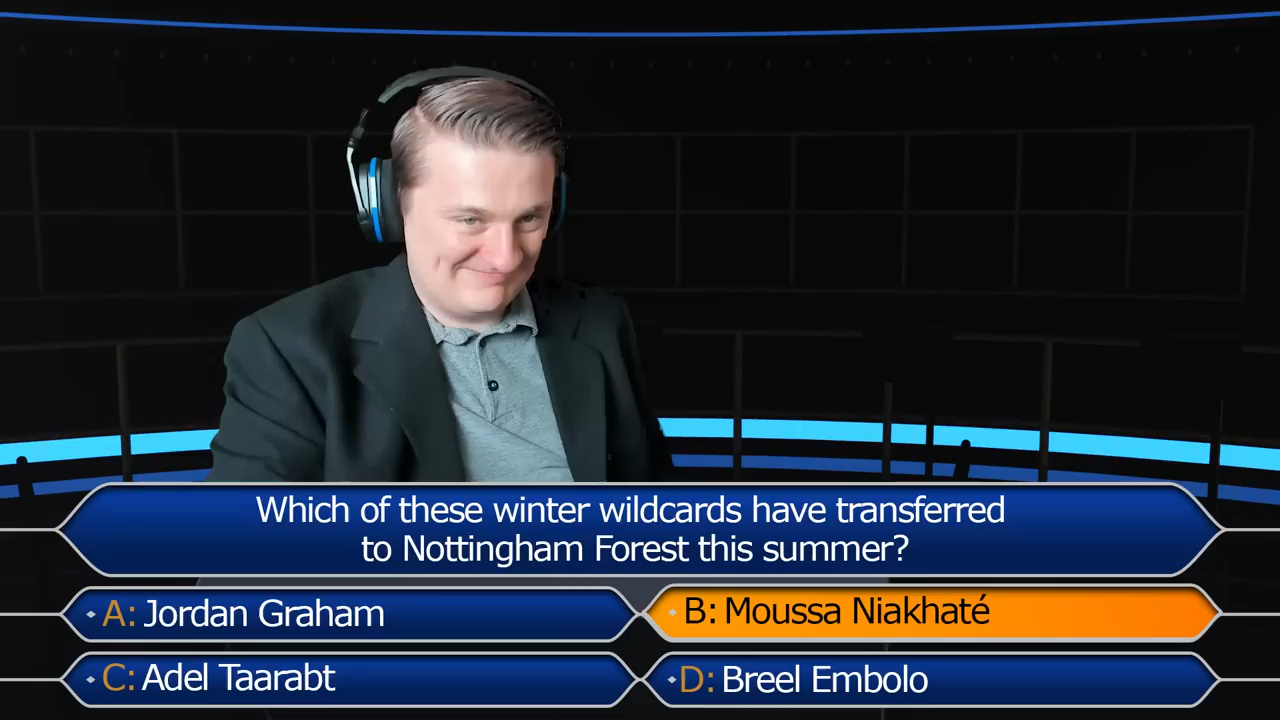 Which of these winter wildcards have transferred
to Nottingham Forest this summer?
A: Jordan Graham
B: Moussa Niakhaté
C: Adel Taarabt
D: Breel Embolo